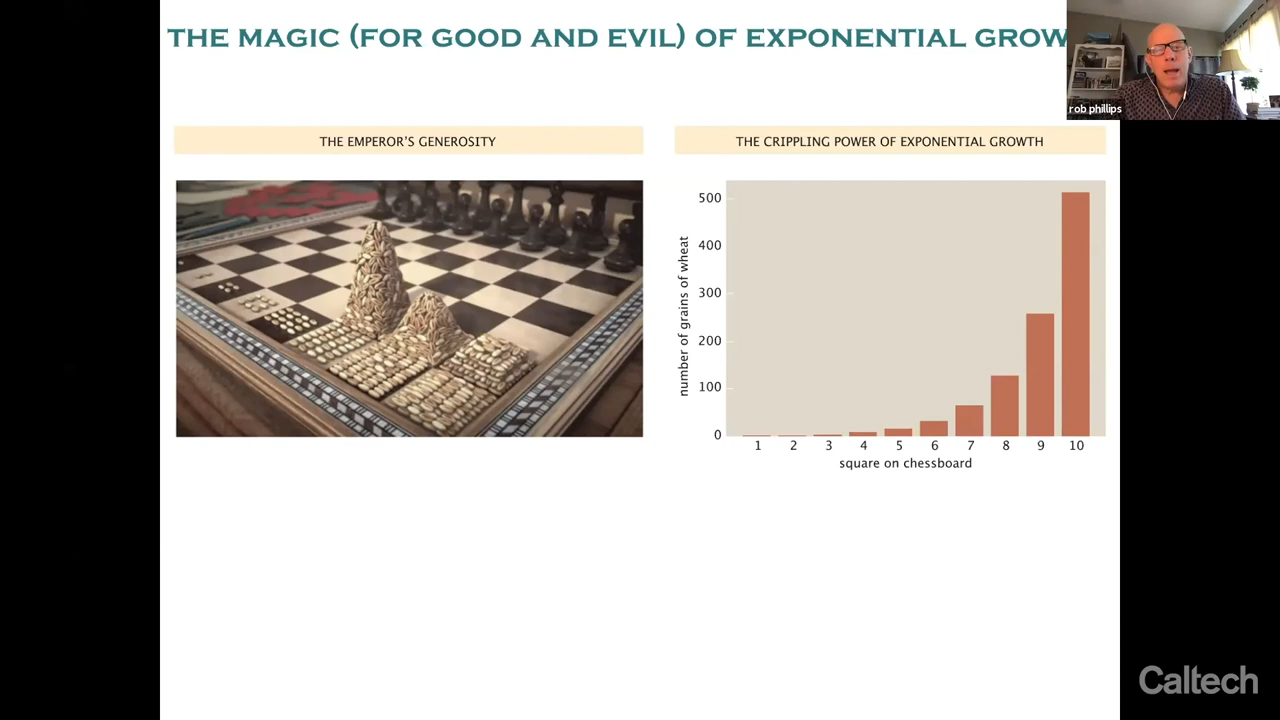 THE MAGIC (FOR GOOD AND EVIL) OF EXPONENTIAL GROW
rob phillips
THE EMPEROR'S GENEROSITY
THE CRIPPLING POWER OF EXPONENTIAL GROWTH
number of grains of wheat
500
400
300
200
100
0
1 2 3 4 5 6 7 8 9 10
square on chessboard
Caltech